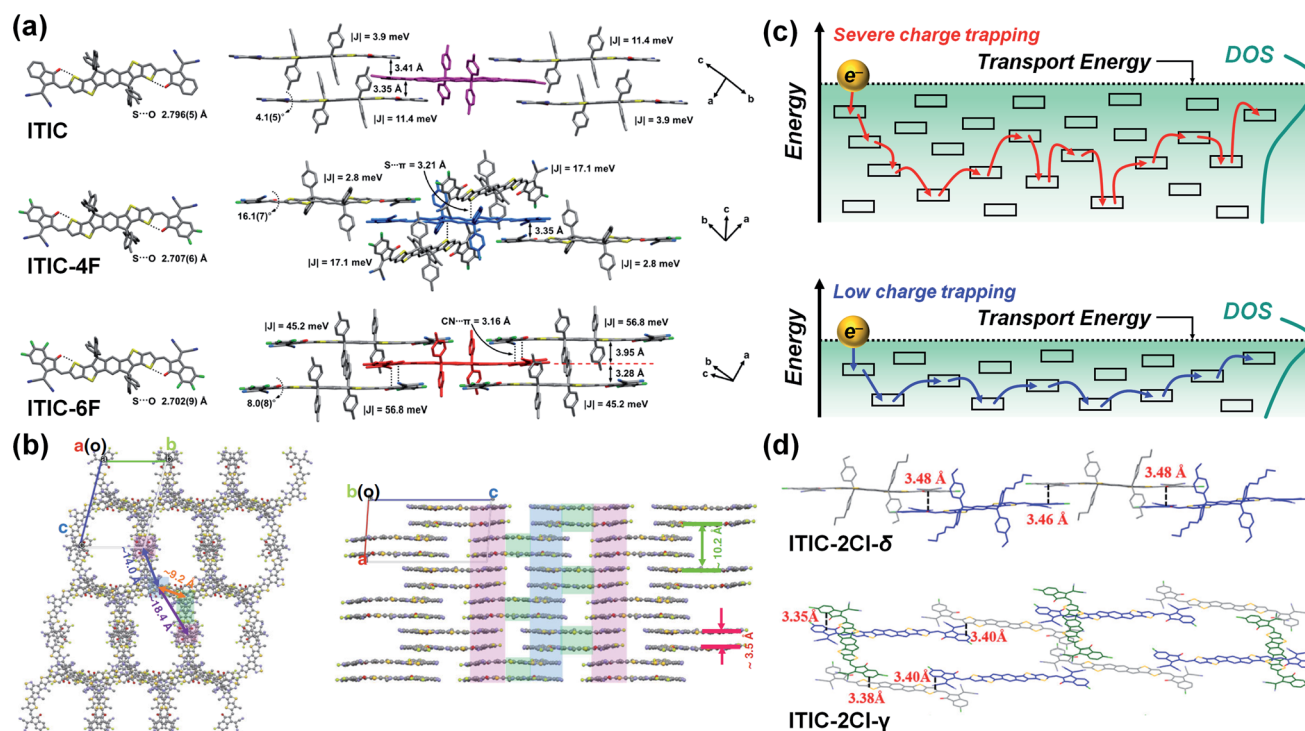 (a)
ITIC
S···O 2.796(5) Å
|J| = 3.9 meV
|J| = 11.4 meV
3.41 Å
3.35 Å
4.1(5)°
|J| = 11.4 meV
|J| = 3.9 meV
c
a
b
ITIC-4F
S···O 2.707(6) Å
S···π = 3.21 Å
|J| = 17.1 meV
|J| = 2.8 meV
16.1(7)°
3.35 Å
|J| = 17.1 meV
|J| = 2.8 meV
c
b
a
ITIC-6F
S···O 2.702(9) Å
|J| = 45.2 meV
CN···π = 3.16 Å
|J| = 56.8 meV
3.95 Å
3.28 Å
8.0(8)°
|J| = 56.8 meV
|J| = 45.2 meV
b
c
a
(b)
a(o)
b
c
~4.0 Å
~9.2 Å
~18.4 Å
b(o)
c
a
~ 10.2 Å
~ 3.5 Å
(c)
Severe charge trapping
DOS
e–
Transport Energy
Energy
Low charge trapping
DOS
e–
Transport Energy
Energy
(d)
3.48 Å
3.48 Å
3.46 Å
ITIC-2Cl-δ
3.35Å
3.40Å
3.40Å
3.38Å
ITIC-2Cl-γ